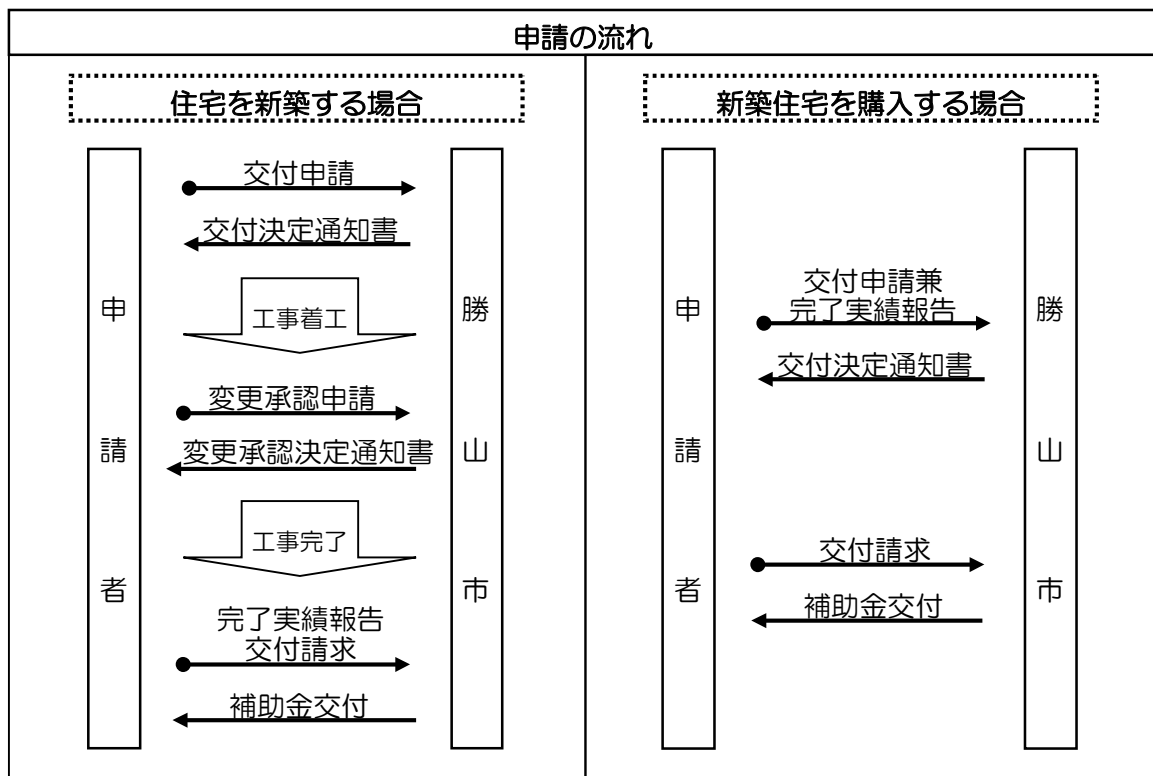 申請の流れ
住宅を新築する場合
申請者
勝山市
交付申請
交付決定通知書
工事着工
変更承認申請
変更承認決定通知書
工事完了
完了実績報告
交付請求
補助金交付
新築住宅を購入する場合
申請者
勝山市
交付申請兼
完了実績報告
交付決定通知書
交付請求
補助金交付